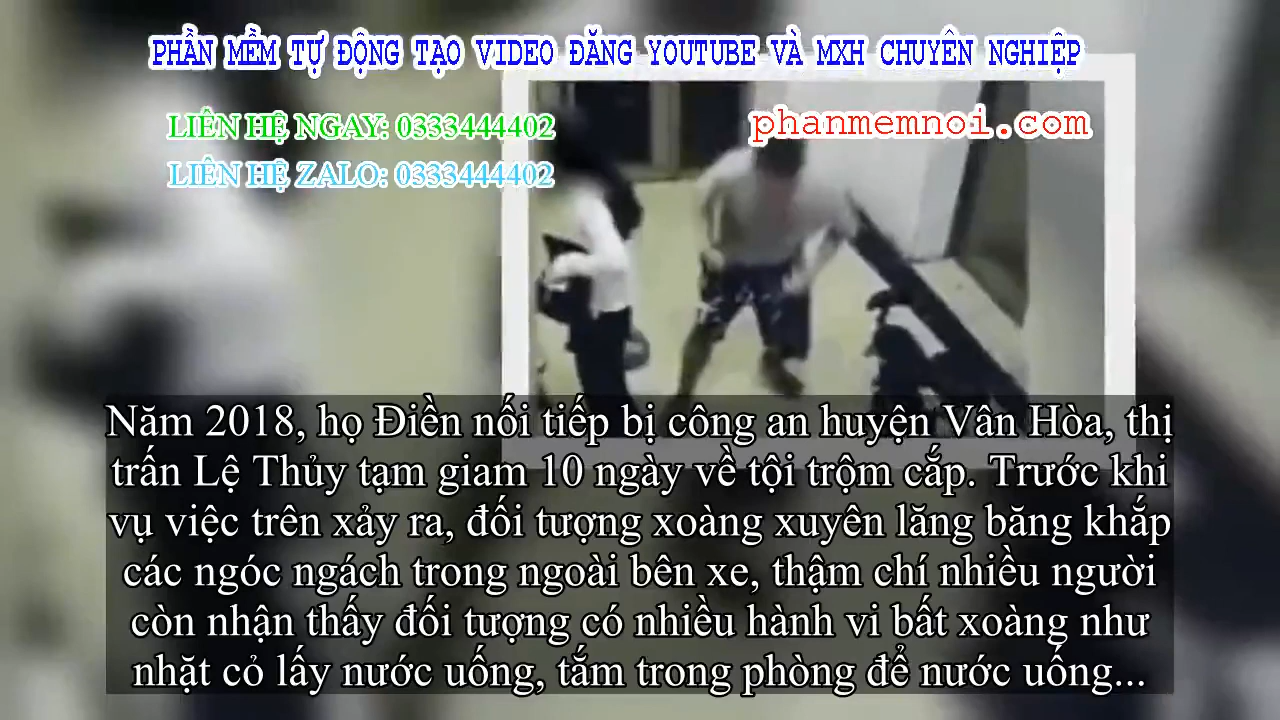 PHẦN MỀM TỰ ĐỘNG TẠO VIDEO ĐĂNG YOUTUBE VÀ MXH CHUYÊN NGHIỆP
LIÊN HỆ NGAY: 0333444402
phanmemnoi.com
LIÊN HỆ ZALO: 0333444402
Năm 2018, họ Điền nối tiếp bị công an huyện Vân Hòa, thị
trấn Lệ Thủy tạm giam 10 ngày về tội trộm cắp. Trước khi
vụ việc trên xảy ra, đối tượng xoàng xuyên lăng băng khắp
các ngóc ngách trong ngoài bên xe, thậm chí nhiều người
còn nhận thấy đối tượng có nhiều hành vi bất xoàng như
nhặt cỏ lấy nước uống, tắm trong phòng để nước uống...